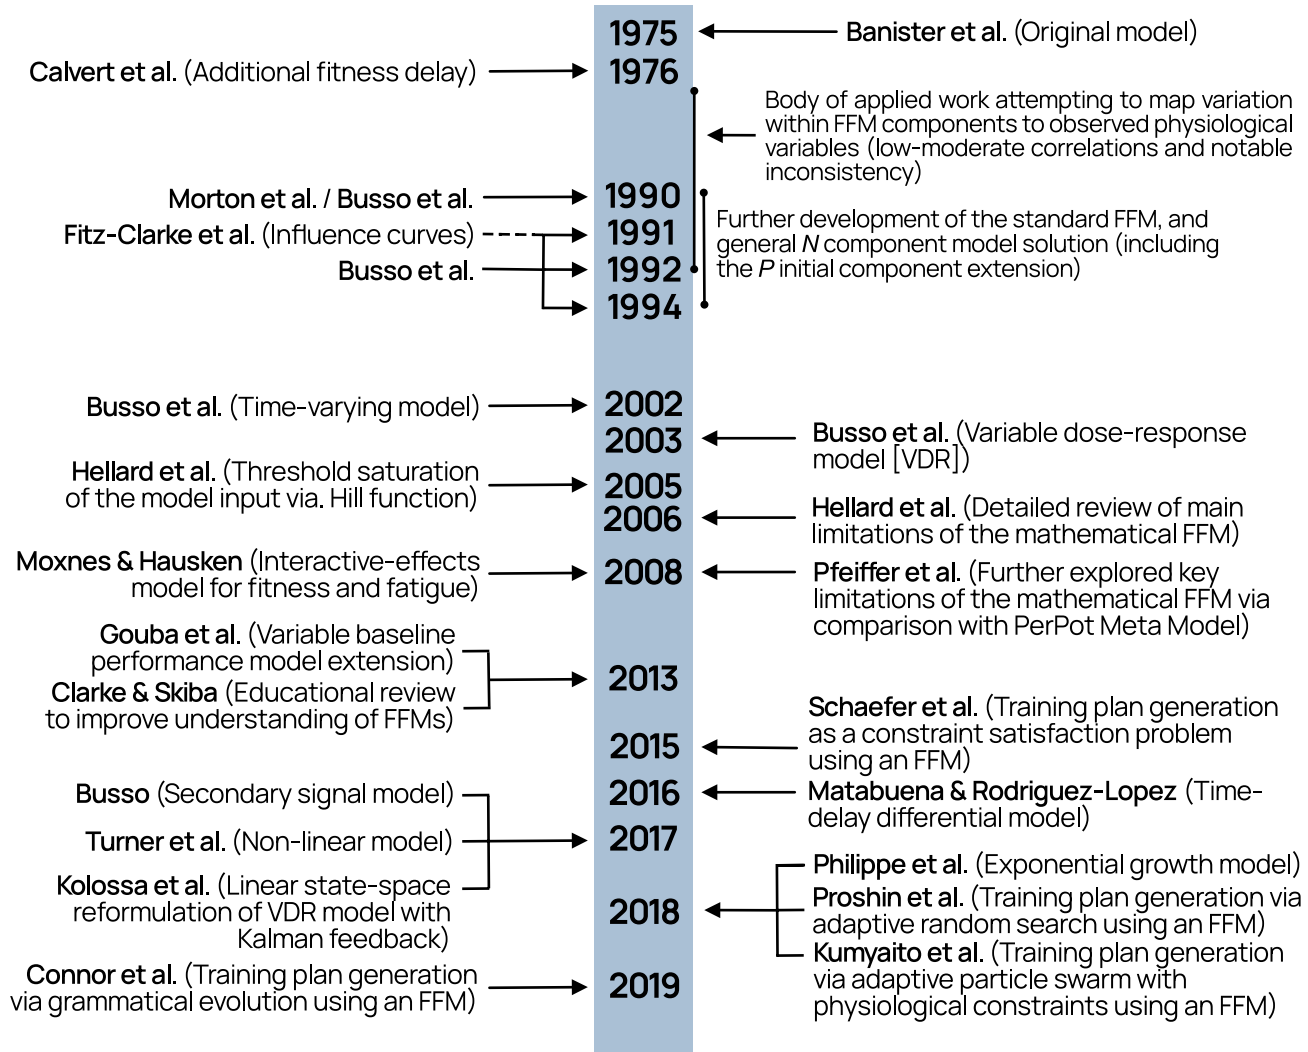 1975
Banister et al. (Original model)
Calvert et al. (Additional fitness delay)
1976
Body of applied work attempting to map variation
within FFM components to observed physiological
variables (low-moderate correlations and notable
inconsistency)
Morton et al. / Busso et al.
1990
Fitz-Clarke et al. (Influence curves)
1991
Busso et al.
1992
1994
Further development of the standard FFM, and
general N component model solution (including
the P initial component extension)
Busso et al. (Time-varying model)
2002
2003
Busso et al. (Variable dose-response
model [VDR])
Hellard et al. (Threshold saturation
of the model input via. Hill function)
2005
2006
Hellard et al. (Detailed review of main
limitations of the mathematical FFM)
Moxnes & Hausken (Interactive-effects
model for fitness and fatigue)
2008
Pfeiffer et al. (Further explored key
limitations of the mathematical FFM via
comparison with PerPot Meta Model)
Gouba et al. (Variable baseline
performance model extension)
Clarke & Skiba (Educational review
to improve understanding of FFMs)
2013
2015
Schaefer et al. (Training plan generation
as a constraint satisfaction problem
using an FFM)
2016
Matabuena & Rodriguez-Lopez (Time-
delay differential model)
Busso (Secondary signal model)
Turner et al. (Non-linear model)
Kolossa et al. (Linear state-space
reformulation of VDR model with
Kalman feedback)
2017
2018
Philippe et al. (Exponential growth model)
Proshin et al. (Training plan generation via
adaptive random search using an FFM)
Kumyaito et al. (Training plan generation
via adaptive particle swarm with
physiological constraints using an FFM)
Connor et al. (Training plan generation
via grammatical evolution using an FFM)
2019